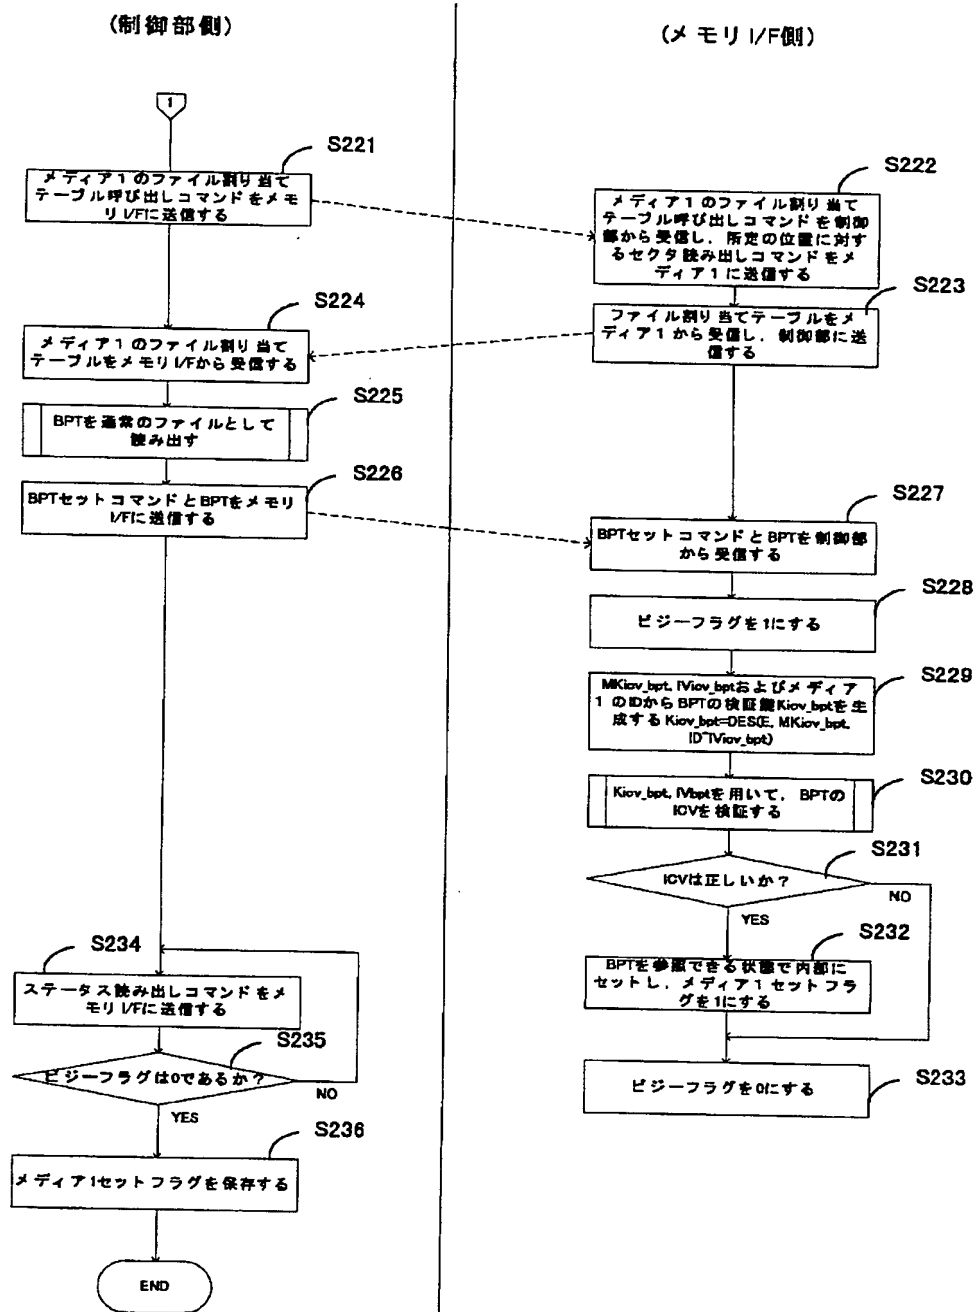 (制御部側)
(メモリI/F側)
1
S221
メディア1のファイル割り当て
テーブル呼び出しコマンドをメモ
リI/Fに送信する
S222
メディア1のファイル割り当て
テーブル呼び出しコマンドを制御
部から受信し、所定の位置に対す
るセクタ読み出しコマンドをメ
ディア1に送信する
S223
ファイル割り当てテーブルをメ
ディア1から受信し、制御部に送
信する
S224
メディア1のファイル割り当て
テーブルをメモリI/Fから受信する
S225
BPTを通常のファイルとして
読み出す
S226
BPTセットコマンドとBPTをメモリ
I/Fに送信する
S227
BPTセットコマンドとBPTを制御部
から受信する
S228
ビジーフラグを1にする
S229
MKicv_bpt, IVicv_bptおよびメディア
1のIDからBPTの検証鍵Kicv_bptを生
成する Kicv_bpt=DES(E, MKicv_bpt,
ID^IVicv_bpt)
S230
Kicv_bpt, IVbptを用いて、BPTの
ICVを検証する
S231
ICVは正しいか?
NO
YES
S232
BPTを参照できる状態で内部に
セットし、メディア1セットフラ
グを1にする
S233
ビジーフラグを0にする
S234
ステータス読み出しコマンドをメ
モリI/Fに送信する
S235
ビジーフラグは0であるか?
NO
YES
S236
メディア1セットフラグを保存する
END